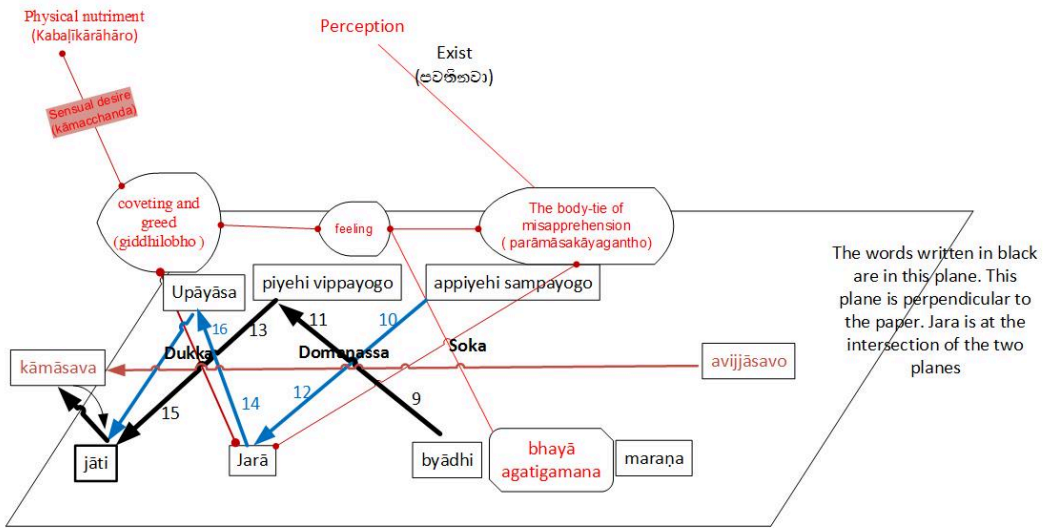 Physical nutriment
(Kabaḷīkārāhāro)
Perception
Exist
(පවතිනවා)
Sensual desire
(kāmacchanda)
coveting and
greed
(giddhilobho )
feeling
The body-tie of
misapprehension
( parāmāsakāyagantho)
The words written in black
are in this plane. This
plane is perpendicular to
the paper. Jara is at the
intersection of the two
planes
Upāyāsa
piyehi vippayogo
appiyehi sampayogo
16
13
11
10
Dukka
Domanassa
Soka
kāmāsava
avijjāsavo
15
14
12
9
jāti
Jarā
byādhi
bhayā
agatigamana
maraṇa